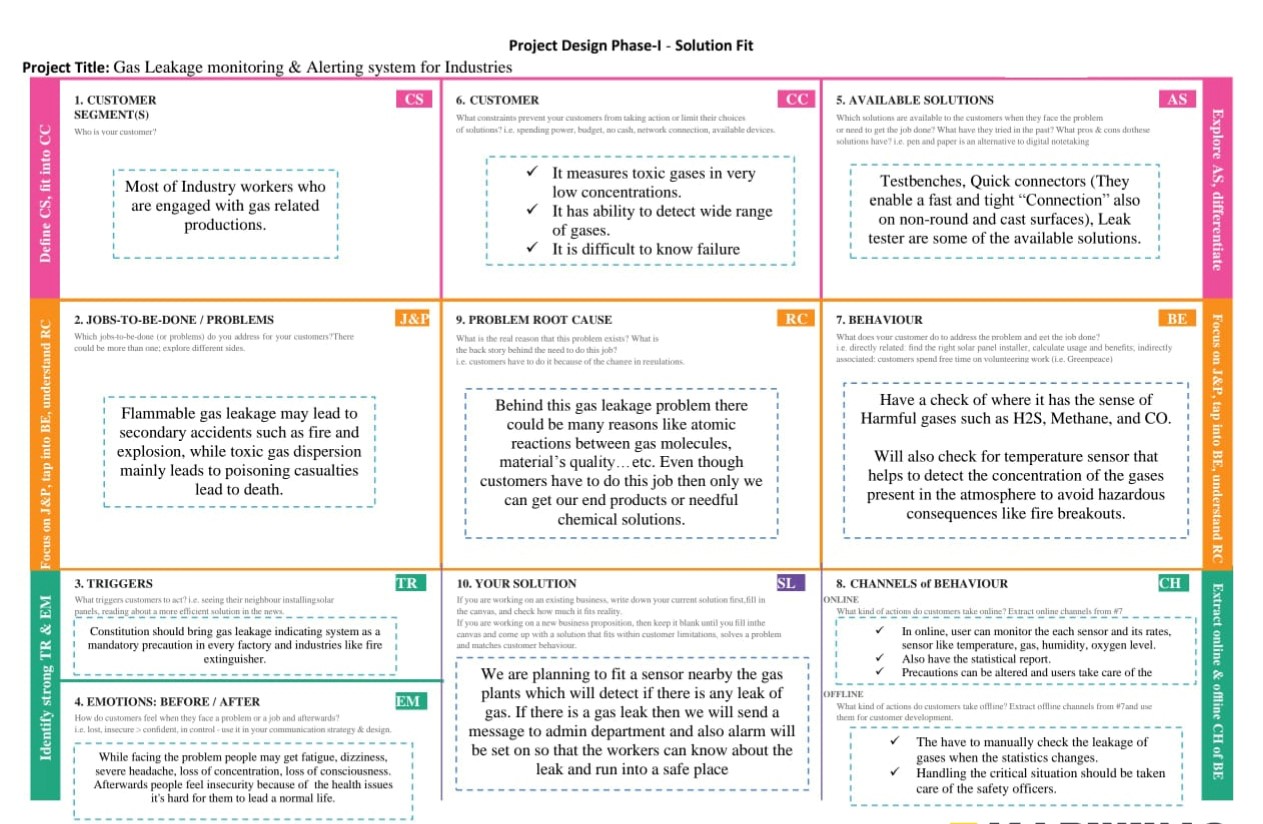 Project Design Phase-I - Solution Fit
Project Title: Gas Leakage monitoring & Alerting system for Industries
Define CS, fit into CC
1. CUSTOMER
SEGMENT(S)
CS
Who is your customer?
Most of Industry workers who
are engaged with gas related
productions.
6. CUSTOMER
CC
What constraints prevent your customers from taking action or limit their choices
of solutions? i.e. spending power, budget, no cash, network connection, available devices.
✓ It measures toxic gases in very
low concentrations.
✓ It has ability to detect wide range
of gases.
✓ It is difficult to know failure
5. AVAILABLE SOLUTIONS
AS
Which solutions are available to the customers when they face the problem
or need to get the job done? What have they tried in the past? What pros & cons dothese
solutions have? i.e. pen and paper is an alternative to digital notetaking
Testbenches, Quick connectors (They
enable a fast and tight “Connection” also
on non-round and cast surfaces), Leak
tester are some of the available solutions.
Explore AS, differentiate
Focus on J&P, tap into BE, understand RC
2. JOBS-TO-BE-DONE / PROBLEMS
J&P
Which jobs-to-be-done (or problems) do you address for your customers?There
could be more than one; explore different sides.
Flammable gas leakage may lead to
secondary accidents such as fire and
explosion, while toxic gas dispersion
mainly leads to poisoning casualties
lead to death.
9. PROBLEM ROOT CAUSE
RC
What is the real reason that this problem exists? What is
the back story behind the need to do this job?
i.e. customers have to do it because of the change in regulations.
Behind this gas leakage problem there
could be many reasons like atomic
reactions between gas molecules,
material’s quality…etc. Even though
customers have to do this job then only we
can get our end products or needful
chemical solutions.
7. BEHAVIOUR
BE
What does your customer do to address the problem and get the job done?
i.e. directly related: find the right solar panel installer, calculate usage and benefits; indirectly
associated: customers spend free time on volunteering work (i.e. Greenpeace)
Have a check of where it has the sense of
Harmful gases such as H2S, Methane, and CO.
Will also check for temperature sensor that
helps to detect the concentration of the gases
present in the atmosphere to avoid hazardous
consequences like fire breakouts.
Focus on J&P, tap into BE, understand RC
Identify strong TR & EM
3. TRIGGERS
TR
What triggers customers to act? i.e. seeing their neighbour installingsolar
panels, reading about a more efficient solution in the news.
Constitution should bring gas leakage indicating system as a
mandatory precaution in every factory and industries like fire
extinguisher.
4. EMOTIONS: BEFORE / AFTER
EM
How do customers feel when they face a problem or a job and afterwards?
i.e. lost, insecure > confident, in control - use it in your communication strategy & design.
While facing the problem people may get fatigue, dizziness,
severe headache, loss of concentration, loss of consciousness.
Afterwards people feel insecurity because of the health issues
it's hard for them to lead a normal life.
10. YOUR SOLUTION
SL
If you are working on an existing business, write down your current solution first,fill in
the canvas, and check how much it fits reality.
If you are working on a new business proposition, then keep it blank until you fill inthe
canvas and come up with a solution that fits within customer limitations, solves a problem
and matches customer behaviour.
We are planning to fit a sensor nearby the gas
plants which will detect if there is any leak of
gas. If there is a gas leak then we will send a
message to admin department and also alarm will
be set on so that the workers can know about the
leak and run into a safe place
8. CHANNELS of BEHAVIOUR
CH
ONLINE
What kind of actions do customers take online? Extract online channels from #7
✓ In online, user can monitor the each sensor and its rates,
sensor like temperature, gas, humidity, oxygen level.
✓ Also have the statistical report.
✓ Precautions can be altered and users take care of the
OFFLINE
What kind of actions do customers take offline? Extract offline channels from #7and use
them for customer development.
✓ The have to manually check the leakage of
gases when the statistics changes.
✓ Handling the critical situation should be taken
care of the safety officers.
Extract online & offline CH of BE